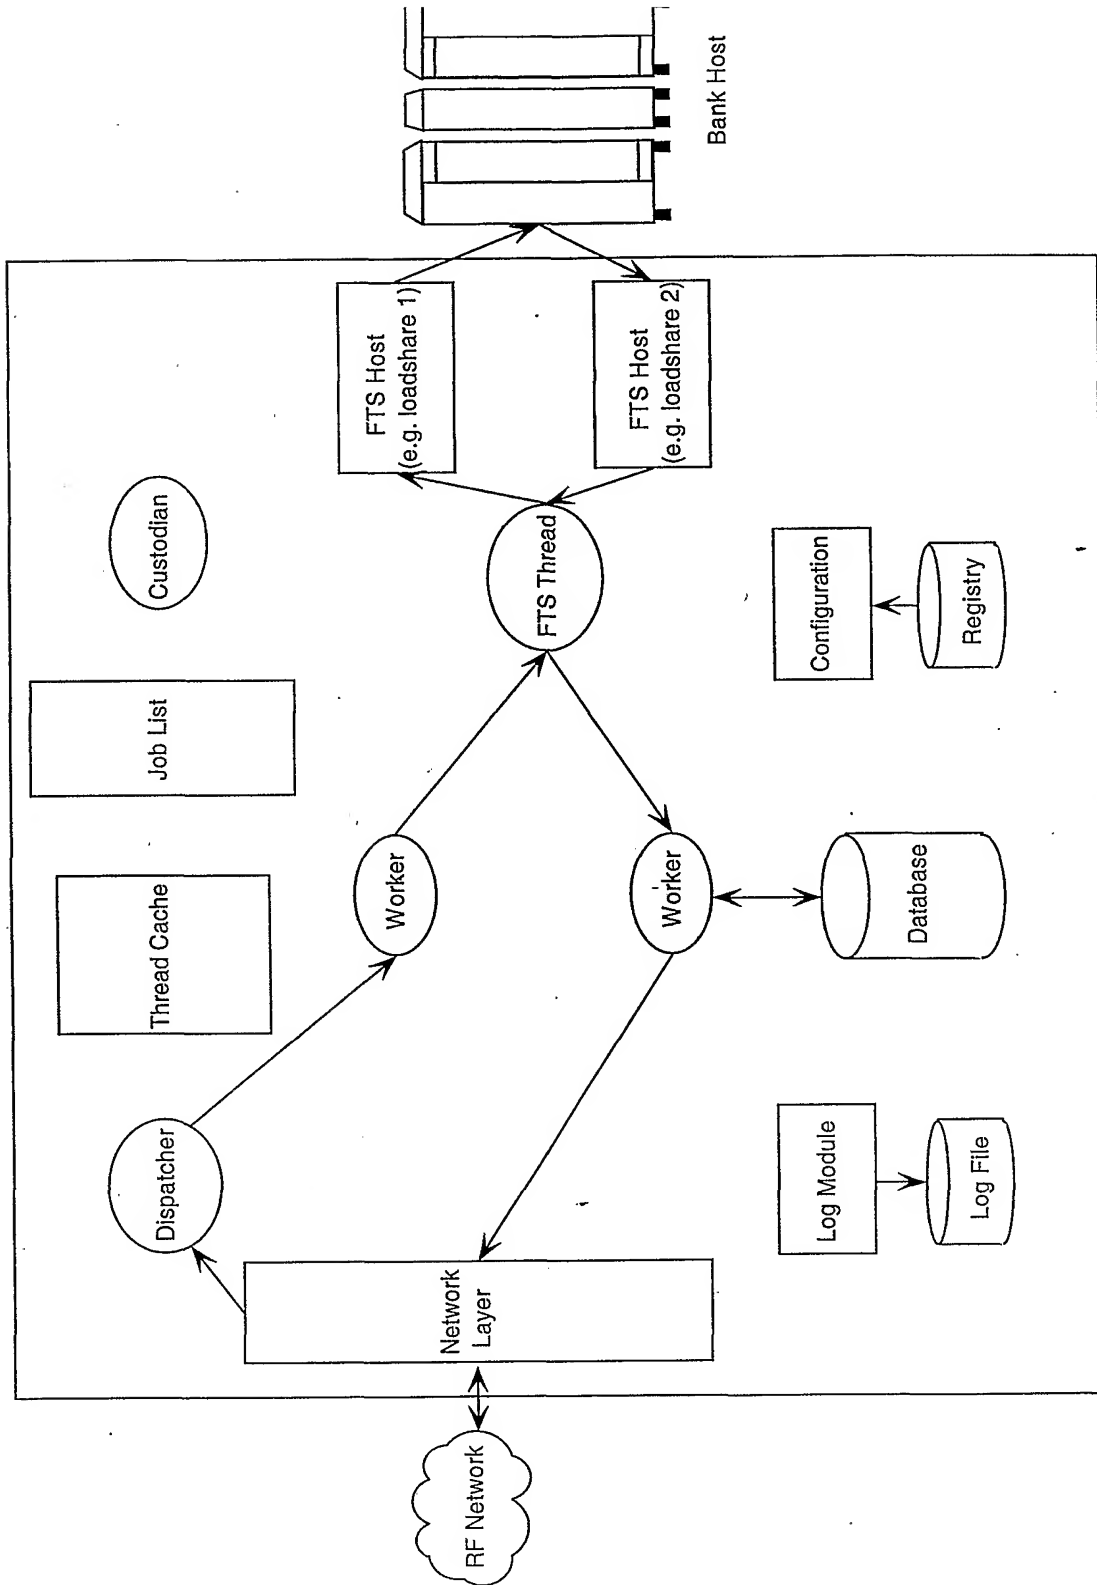 Dispatcher
Thread Cache
Job List
Custodian
RF Network
Network
Layer
Worker
Worker
FTS Thread
FTS Host
(e.g. loadshare 1)
FTS Host
(e.g. loadshare 2)
Bank Host
Log Module
Log File
Database
Configuration
Registry